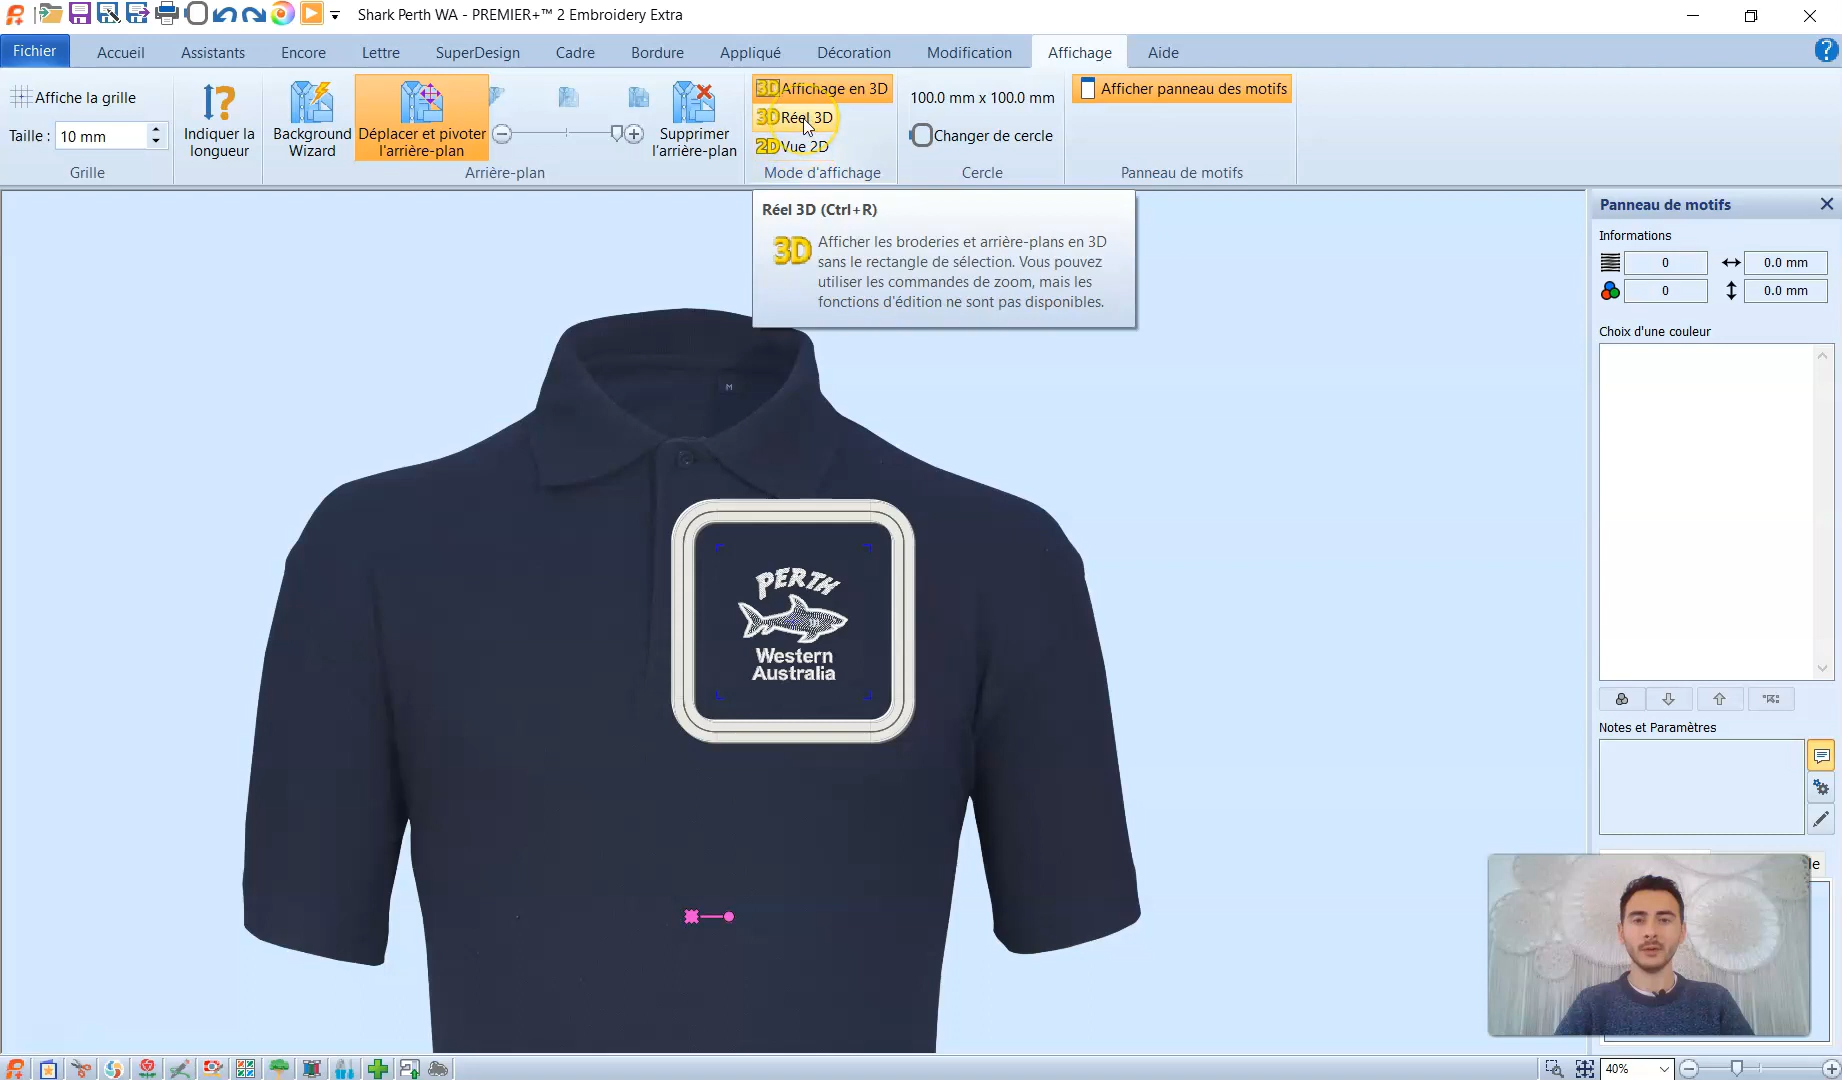 Shark Perth WA - PREMIER+™ 2 Embroidery Extra
Fichier
Accueil
Assistants
Encore
Lettre
SuperDesign
Cadre
Bordure
Appliqué
Décoration
Modification
Affichage
Aide
Affiche la grille
Taille : 10 mm
Grille
Indiquer la
longueur
Background
Wizard
Déplacer et pivoter
l'arrière-plan
Supprimer
l'arrière-plan
Arrière-plan
3D Affichage en 3D
3D Réel 3D
2D Vue 2D
Mode d'affichage
100.0 mm x 100.0 mm
Changer de cercle
Cercle
Afficher panneau des motifs
Panneau de motifs
Réel 3D (Ctrl+R)
3D
Afficher les broderies et arrière-plans en 3D
sans le rectangle de sélection. Vous pouvez
utiliser les commandes de zoom, mais les
fonctions d'édition ne sont pas disponibles.
M
PERTH
Western
Australia
Panneau de motifs
Informations
0
0.0 mm
0
0.0 mm
Choix d'une couleur
Notes et Paramètres
le
40%